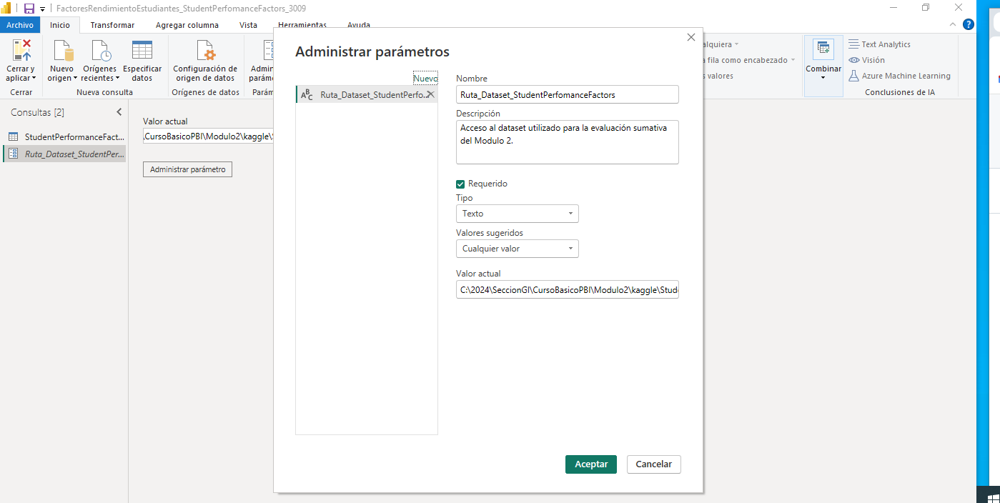 FactoresRendimientoEstudiantes_StudentPerfomanceFactors_3009
Archivo Inicio Transformar Agregar columna Vista Herramientas Ayuda
?
Cerrar y aplicar
Nuevo origen
Orígenes recientes
Especificar datos
Configuración de origen de datos
Admin
parám
Cerrar
Nueva consulta
Orígenes de datos
Parám
alquiera
a fila como encabezado
s valores
Combinar
Text Analytics
Visión
Azure Machine Learning
Conclusiones de IA
Consultas [2]
StudentPerformanceFact...
Ruta_Dataset_StudentPer...
Valor actual
\CursoBasicoPBI\Modulo2\kaggle\S
Administrar parámetro
Administrar parámetros
Nuevo
ABC Ruta_Dataset_StudentPerfo...
Nombre
Ruta_Dataset_StudentPerfomanceFactors
Descripción
Acceso al dataset utilizado para la evaluación sumativa
del Modulo 2.
Requerido
Tipo
Texto
Valores sugeridos
Cualquier valor
Valor actual
C:\2024\SeccionGI\CursoBasicoPBI\Modulo2\kaggle\Stud
Aceptar
Cancelar